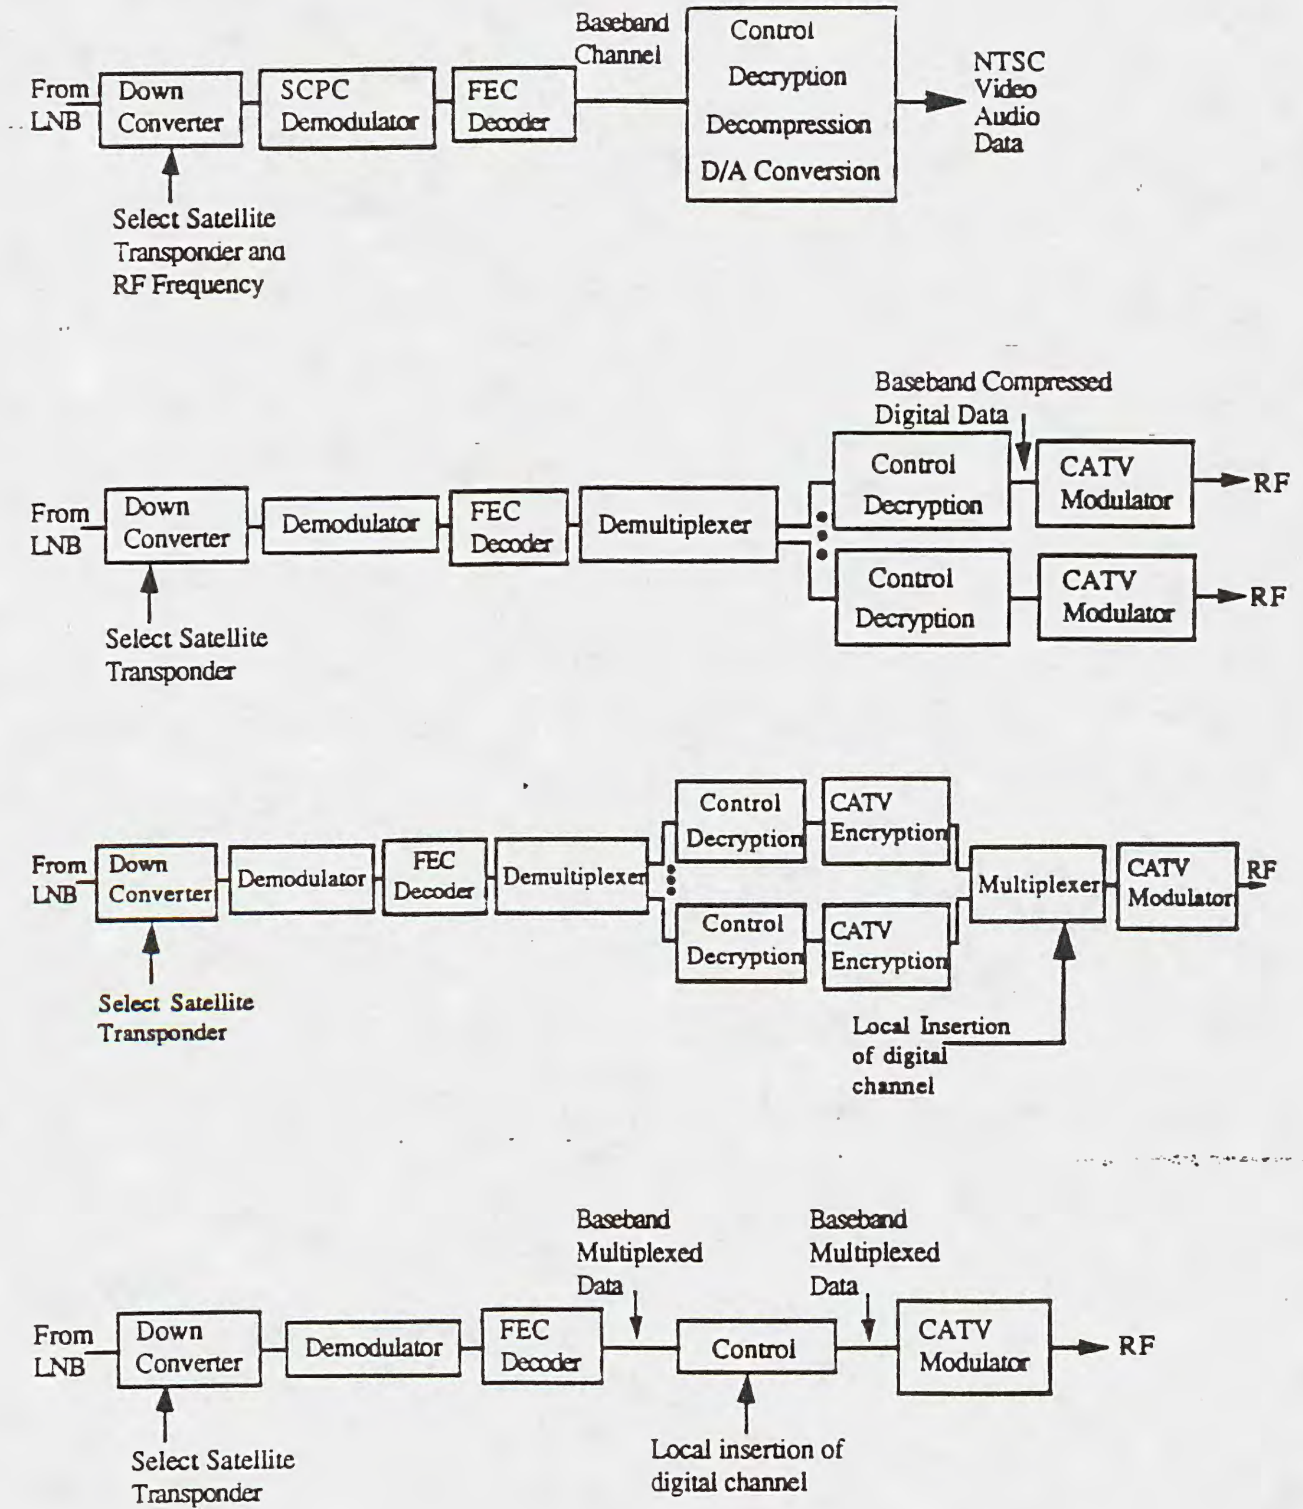 From
LNB
Down
Converter
SCPC
Demodulator
FEC
Decoder
Baseband
Channel
Control
Decryption
Decompression
D/A Conversion
NTSC
Video
Audio
Data
Select Satellite
Transponder and
RF Frequency
From
LNB
Down
Converter
Demodulator
FEC
Decoder
Demultiplexer
Baseband Compressed
Digital Data
Control
Decryption
CATV
Modulator
RF
Control
Decryption
CATV
Modulator
RF
Select Satellite
Transponder
From
LNB
Down
Converter
Demodulator
FEC
Decoder
Demultiplexer
Control
Decryption
CATV
Encryption
Control
Decryption
CATV
Encryption
Multiplexer
CATV
Modulator
RF
Select Satellite
Transponder
Local Insertion
of digital
channel
From
LNB
Down
Converter
Demodulator
FEC
Decoder
Baseband
Multiplexed
Data
Control
Baseband
Multiplexed
Data
CATV
Modulator
RF
Select Satellite
Transponder
Local insertion of
digital channel